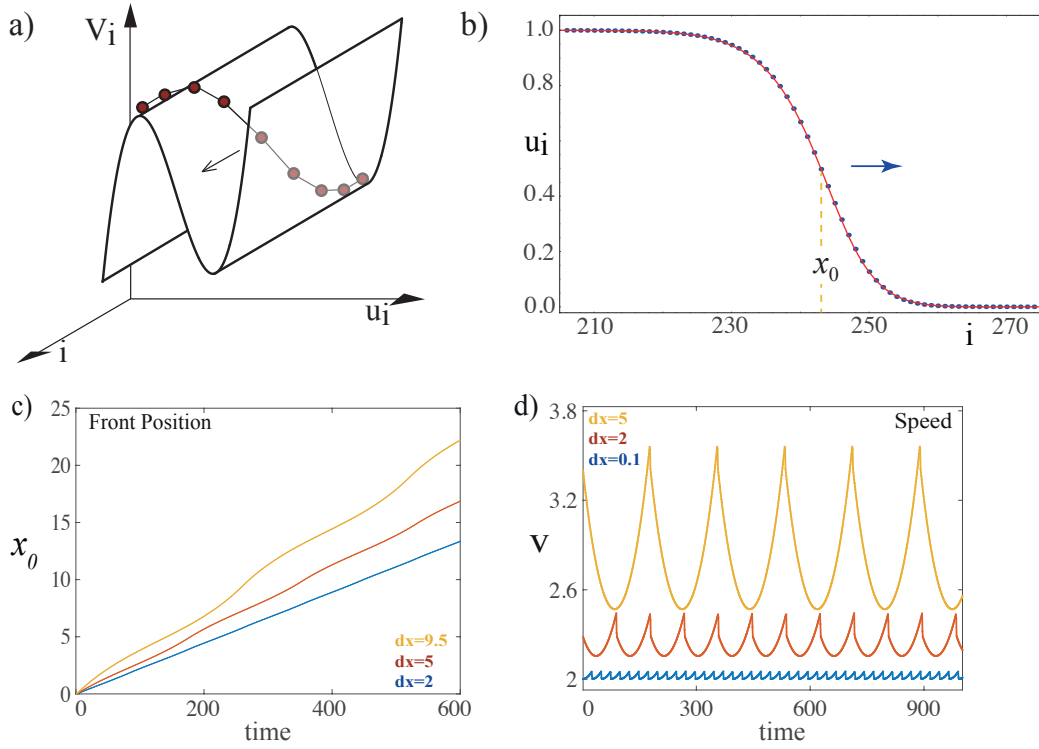 a)
Vi
ui
i
b)
1.0
0.8
0.6
ui
0.4
0.2
0.0
x0
210
230
250
i
270
c)
Front Position
25
20
15
x0
10
5
0
dx=9.5
dx=5
dx=2
0
200
400
600
time
d)
dx=5
dx=2
dx=0.1
Speed
3.8
3.2
v
2.6
2
0
300
600
900
time